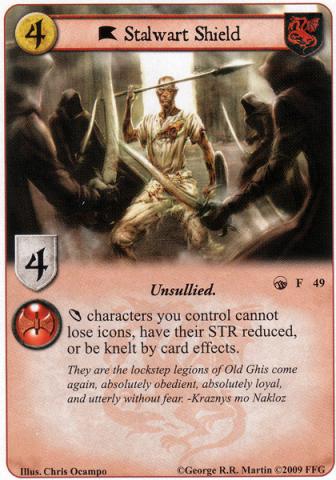 4
Stalwart Shield
4
Unsullied.
F 49
characters you control cannot
lose icons, have their STR reduced,
or be knelt by card effects.
They are the lockstep legions of Old Ghis come
again, absolutely obedient, absolutely loyal,
and utterly without fear. -Kraznys mo Nakloz
Illus. Chris Ocampo
©George R.R. Martin ©2009 FFG